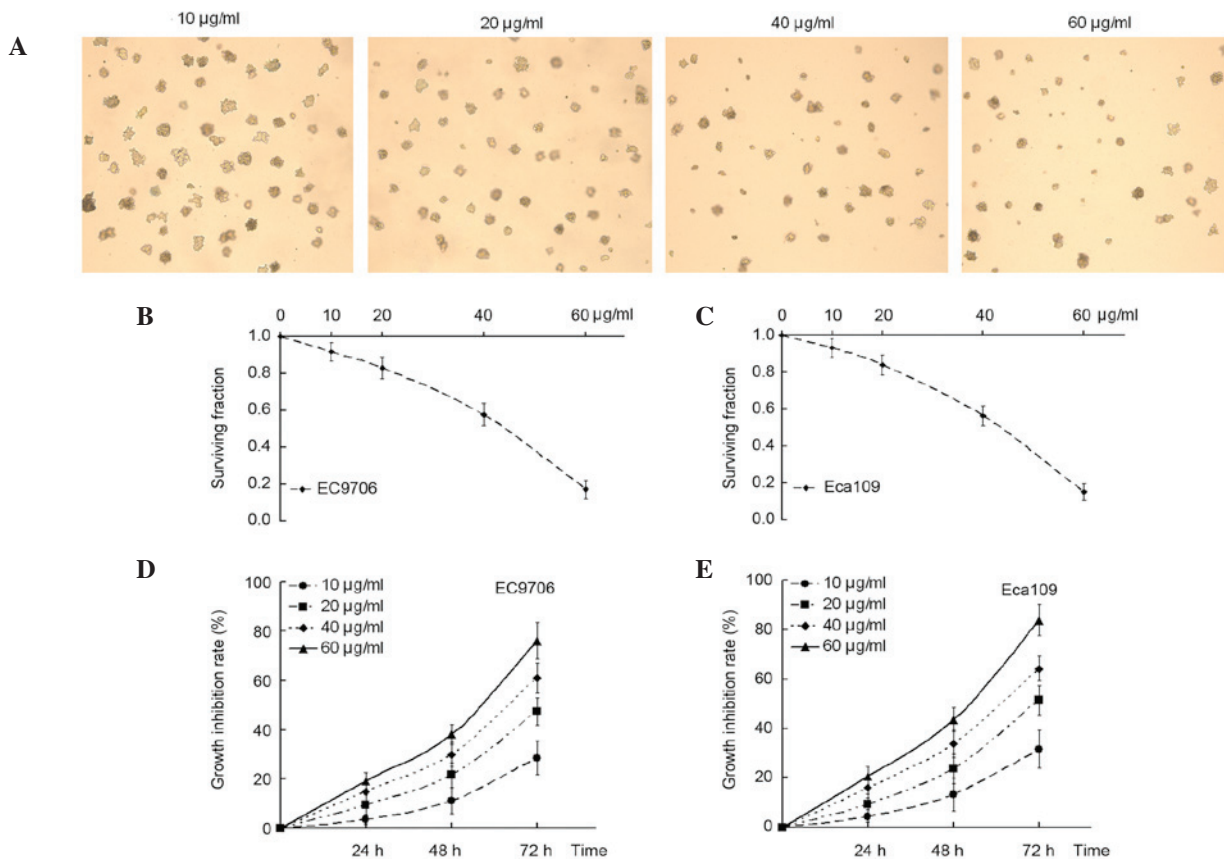 10 µg/ml 20 µg/ml 40 µg/ml 60 µg/ml
A
B
0 20 40 60 µg/ml
1.0
0.8
0.6
0.4
0.2
0.0
Surviving fraction
EC9706
C
0 20 40 60 µg/ml
1.0
0.8
0.6
0.4
0.2
0.0
Surviving fraction
Eca109
D
100
80
60
40
20
0
Growth inhibition rate (%)
10 µg/ml
20 µg/ml
40 µg/ml
60 µg/ml
EC9706
24 h 48 h 72 h Time
E
100
80
60
40
20
0
Growth inhibition rate (%)
10 µg/ml
20 µg/ml
40 µg/ml
60 µg/ml
Eca109
24 h 48 h 72 h Time